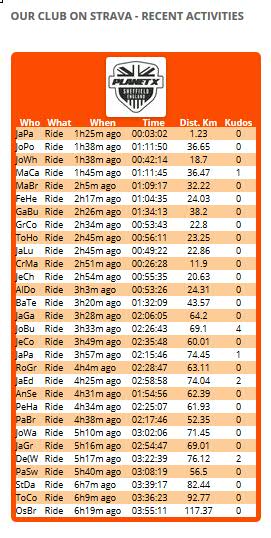 OUR CLUB ON STRAVA - RECENT ACTIVITIES
PLANET X
SHEFFIELD
ENGLAND
Who What When Time Dist. Km Kudos
JaPa Ride 1h25m ago 00:03:02 1.23 0
JoPo Ride 1h38m ago 01:11:50 36.65 0
JoWh Ride 1h38m ago 00:42:14 18.7 0
MaCa Ride 1h45m ago 01:11:45 36.47 1
MaBr Ride 2h5m ago 01:09:17 32.22 0
FeHe Ride 2h17m ago 01:04:35 24.03 0
GaBu Ride 2h26m ago 01:34:13 38.2 0
GrCo Ride 2h34m ago 00:53:43 22.8 0
ToHo Ride 2h45m ago 00:56:11 23.25 0
JaLu Ride 2h45m ago 00:49:22 22.86 0
CrMa Ride 2h51m ago 00:26:28 11.9 0
JeCh Ride 2h54m ago 00:55:35 20.63 0
AlDo Ride 3h3m ago 00:53:26 24.31 0
BaTe Ride 3h20m ago 01:32:09 43.57 0
JaGa Ride 3h28m ago 02:06:05 64.2 0
JoBu Ride 3h33m ago 02:26:43 69.1 4
JeCo Ride 3h49m ago 02:35:48 60.01 0
JaPa Ride 3h57m ago 02:15:46 74.45 1
RoGr Ride 4h4m ago 02:28:47 63.11 0
JaEd Ride 4h25m ago 02:58:58 74.04 2
AnSe Ride 4h31m ago 01:54:56 62.39 0
PeHa Ride 4h34m ago 02:25:07 61.93 0
PaBr Ride 4h38m ago 02:17:46 52.35 0
JoWa Ride 5h10m ago 03:02:06 71.45 0
JaGr Ride 5h16m ago 02:54:47 69.01 0
De(W Ride 5h17m ago 03:22:39 76.12 2
PaSw Ride 5h40m ago 03:08:19 56.5 0
StDa Ride 6h7m ago 03:39:17 82.44 0
ToCo Ride 6h9m ago 03:36:23 92.77 0
OsBr Ride 6h19m ago 03:55:11 117.37 0